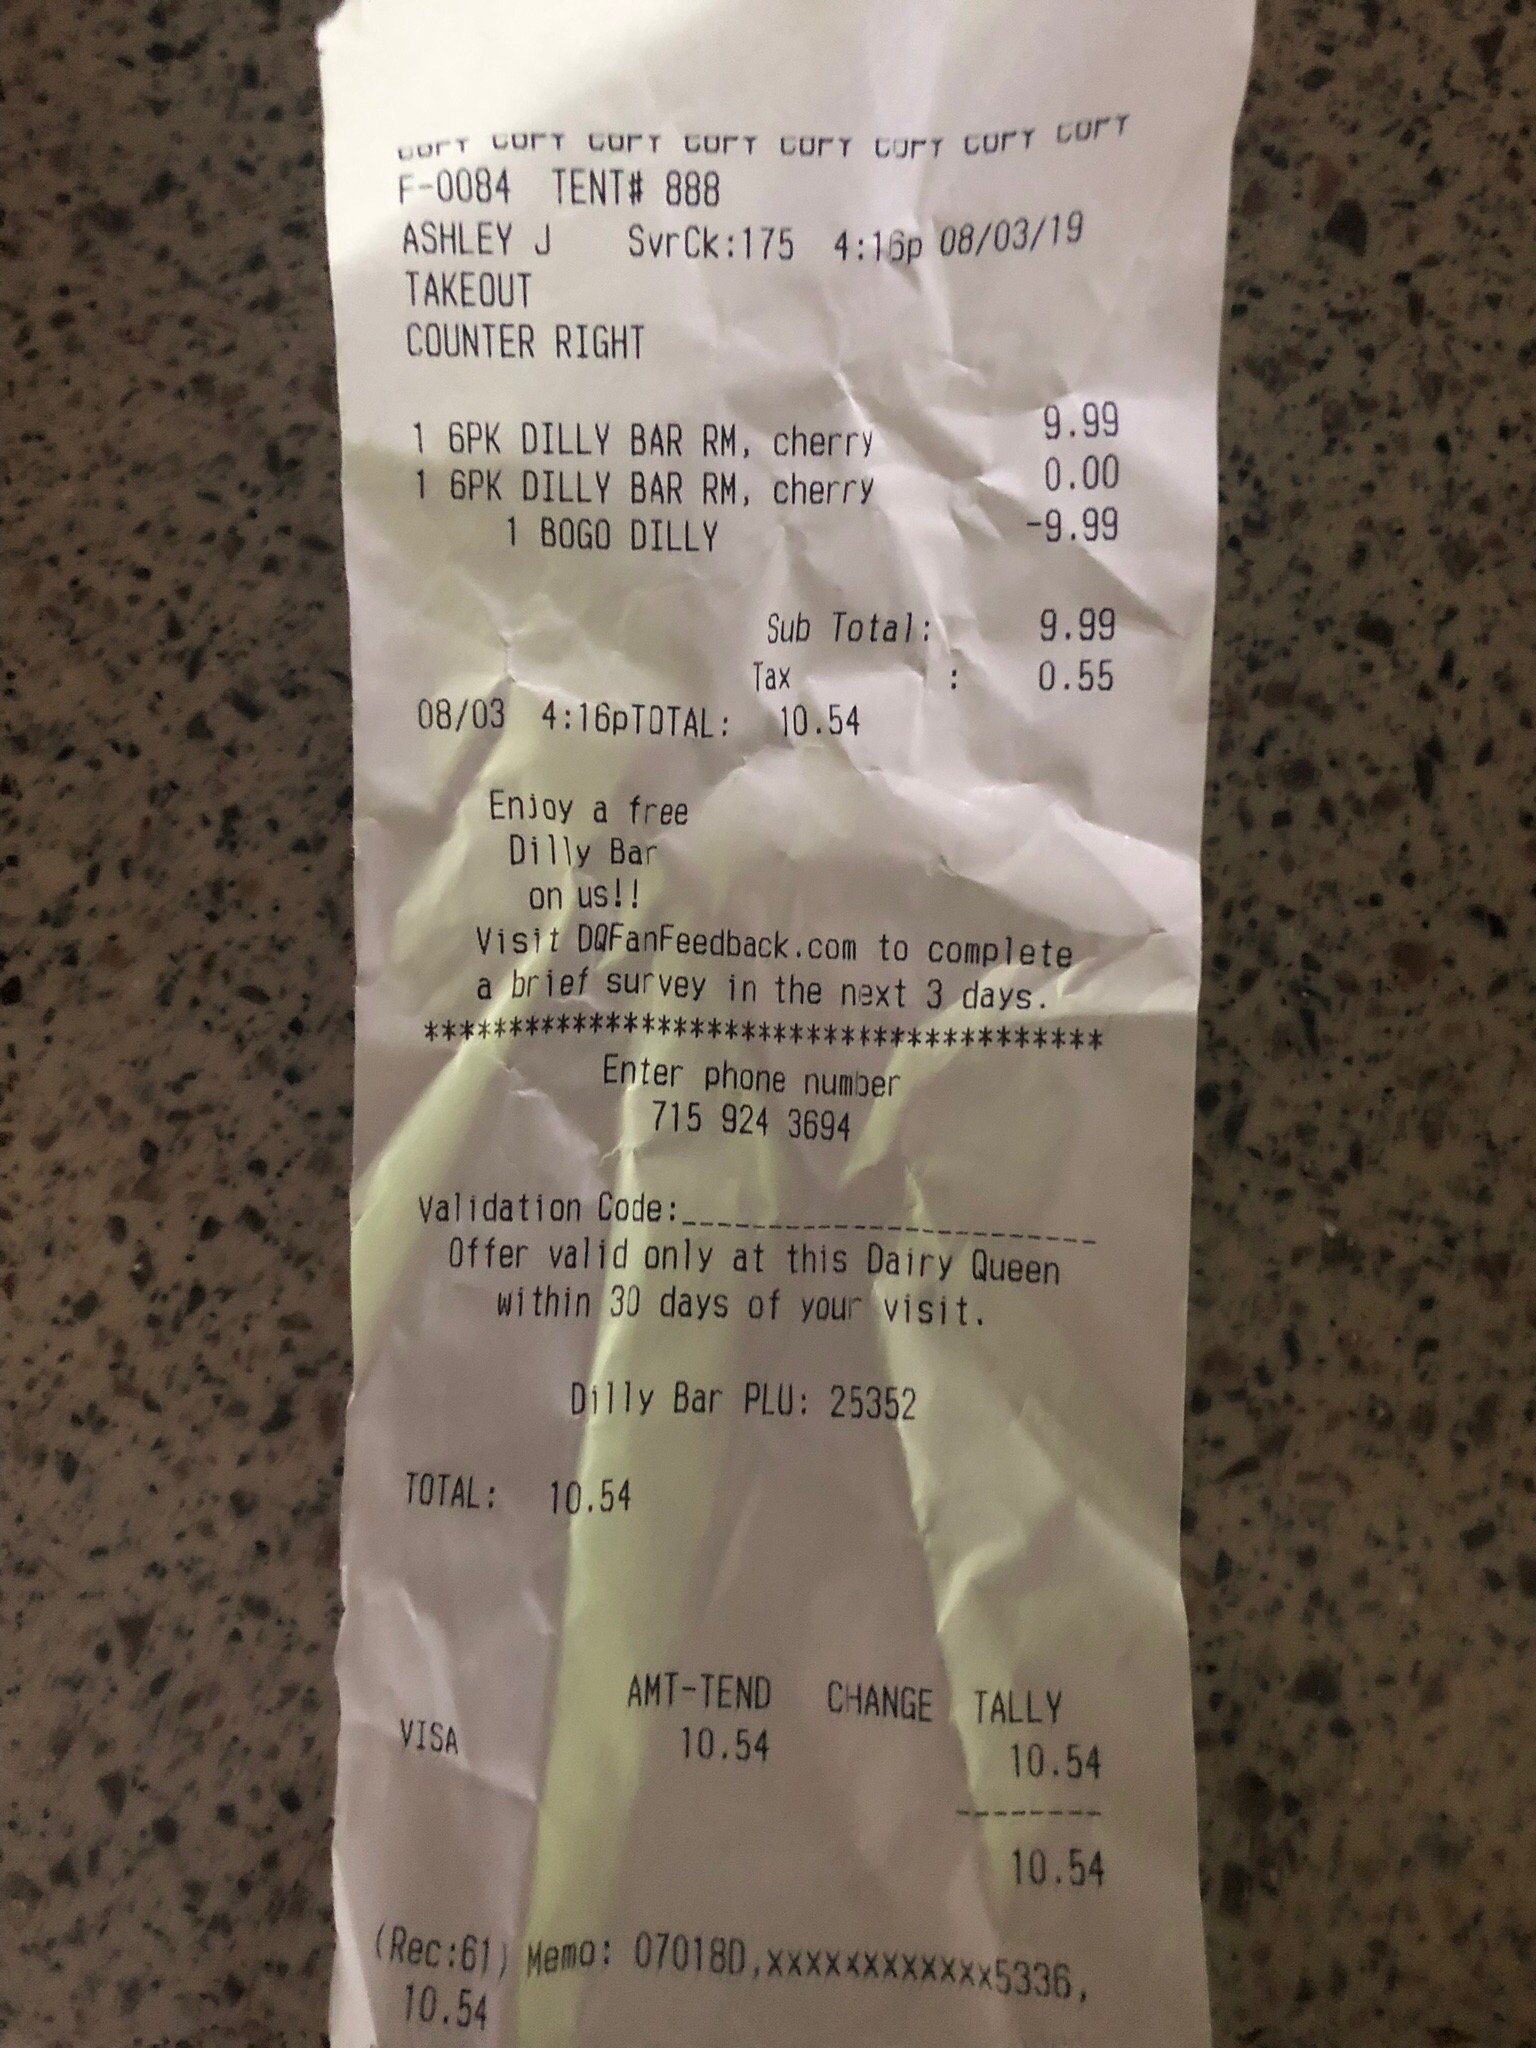 COPY COPY COPY COPY COPY COPY COPY COPY
F-0084 TENT# 888
ASHLEY J SvrCk:175 4:16p 08/03/19
TAKEOUT
COUNTER RIGHT
1 6PK DILLY BAR RM, cherry 9.99
1 6PK DILLY BAR RM, cherry 0.00
1 BOGO DILLY -9.99
Sub Total: 9.99
Tax : 0.55
08/03 4:16pTOTAL: 10.54
Enjoy a free
Dilly Bar
on us!!
Visit DQFanFeedback.com to complete
a brief survey in the next 3 days.
****************************************
Enter phone number
715 924 3694
Validation Code:_______________________
Offer valid only at this Dairy Queen
within 30 days of your visit.
Dilly Bar PLU: 25352
TOTAL: 10.54
AMT-TEND CHANGE TALLY
VISA 10.54 10.54
--------
10.54
(Rec:61) Memo: 07018D,xxxxxxxxxxxx5336,
10.54